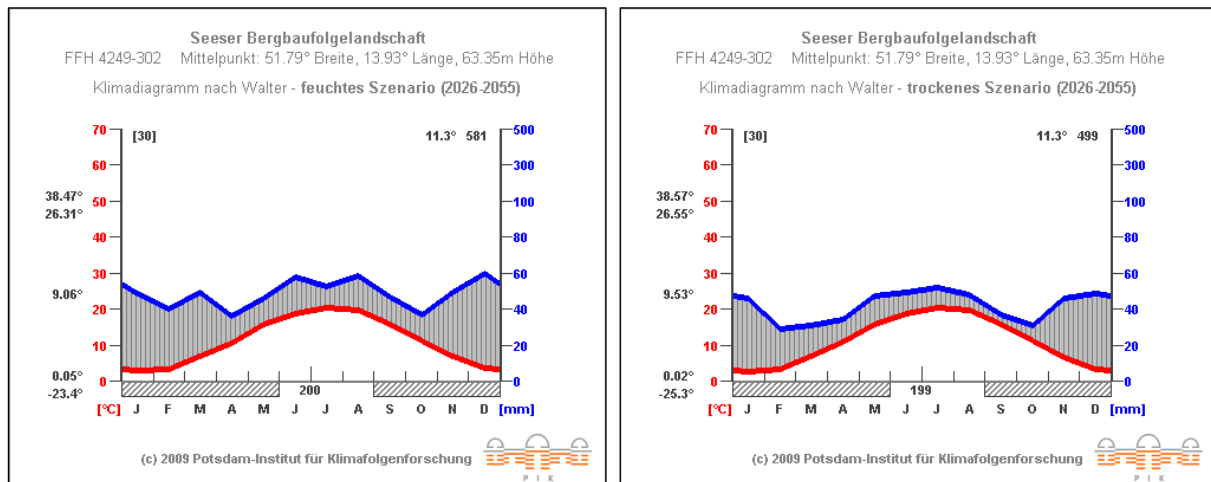 Seeser Bergbaufolgelandschaft
FFH 4249-302 Mittelpunkt: 51.79° Breite, 13.93° Länge, 63.35m Höhe
Klimadiagramm nach Walter - feuchtes Szenario (2026-2055)
70 [30] 11.3° 581 500
60 300
38.47° 50 100
26.31°
40 80
30 60
9.06° 20 40
10 20
0.05° 0 0
-23.4° 200
[°C] J F M A M J J A S O N D [mm]
(c) 2009 Potsdam-Institut für Klimafolgenforschung
P I K
Seeser Bergbaufolgelandschaft
FFH 4249-302 Mittelpunkt: 51.79° Breite, 13.93° Länge, 63.35m Höhe
Klimadiagramm nach Walter - trockenes Szenario (2026-2055)
70 [30] 11.3° 499 500
60 300
38.57° 50 100
26.55°
40 80
30 60
9.53° 20 40
10 20
0.02° 0 0
-25.3° 199
[°C] J F M A M J J A S O N D [mm]
(c) 2009 Potsdam-Institut für Klimafolgenforschung
P I K